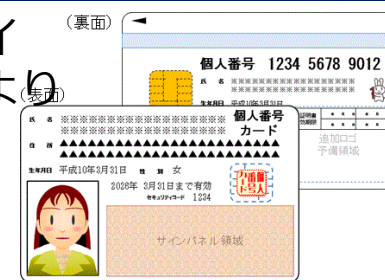 イ
より
（裏面）
個人番号 1234 5678 9012
氏 名 ※※※※※※※※※※※※※※※※※※
※※※※※※※※※※※※※※※※※※
生年月日 平成10年3月31日
追加ロゴ
予備領域
（表面）
氏 名 ※※※※※※※※※※※※※※※※※※※※ 個人番号
※※※※※※※※※※※※※※※※※※※※ カード
住 所 ▲▲▲▲▲▲▲▲▲▲▲▲▲▲▲▲▲▲▲▲
▲▲▲▲▲▲▲▲▲▲▲▲▲▲▲▲▲▲▲▲
生年月日 平成10年3月31日 性 別 女
2026年 3月31日まで有効
セキュリティコード 1234
サインパネル領域